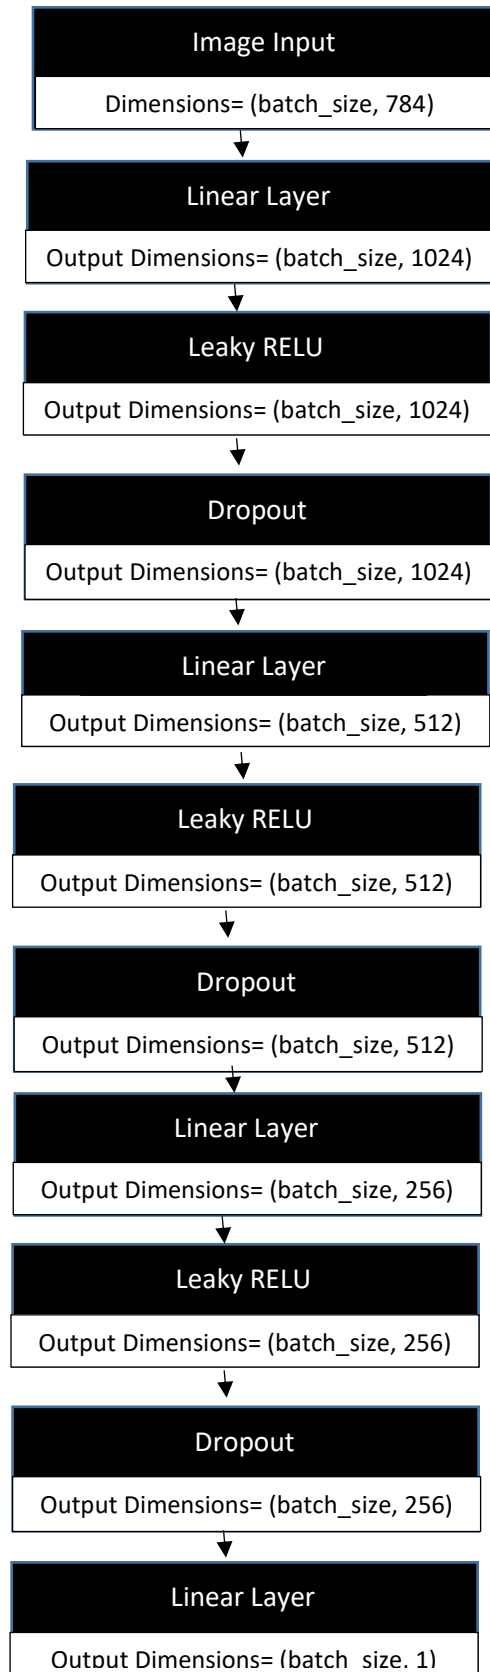 Image Input
Dimensions= (batch_size, 784)
Linear Layer
Output Dimensions= (batch_size, 1024)
Leaky RELU
Output Dimensions= (batch_size, 1024)
Dropout
Output Dimensions= (batch_size, 1024)
Linear Layer
Output Dimensions= (batch_size, 512)
Leaky RELU
Output Dimensions= (batch_size, 512)
Dropout
Output Dimensions= (batch_size, 512)
Linear Layer
Output Dimensions= (batch_size, 256)
Leaky RELU
Output Dimensions= (batch_size, 256)
Dropout
Output Dimensions= (batch_size, 256)
Linear Layer
Output Dimensions= (batch_size, 1)